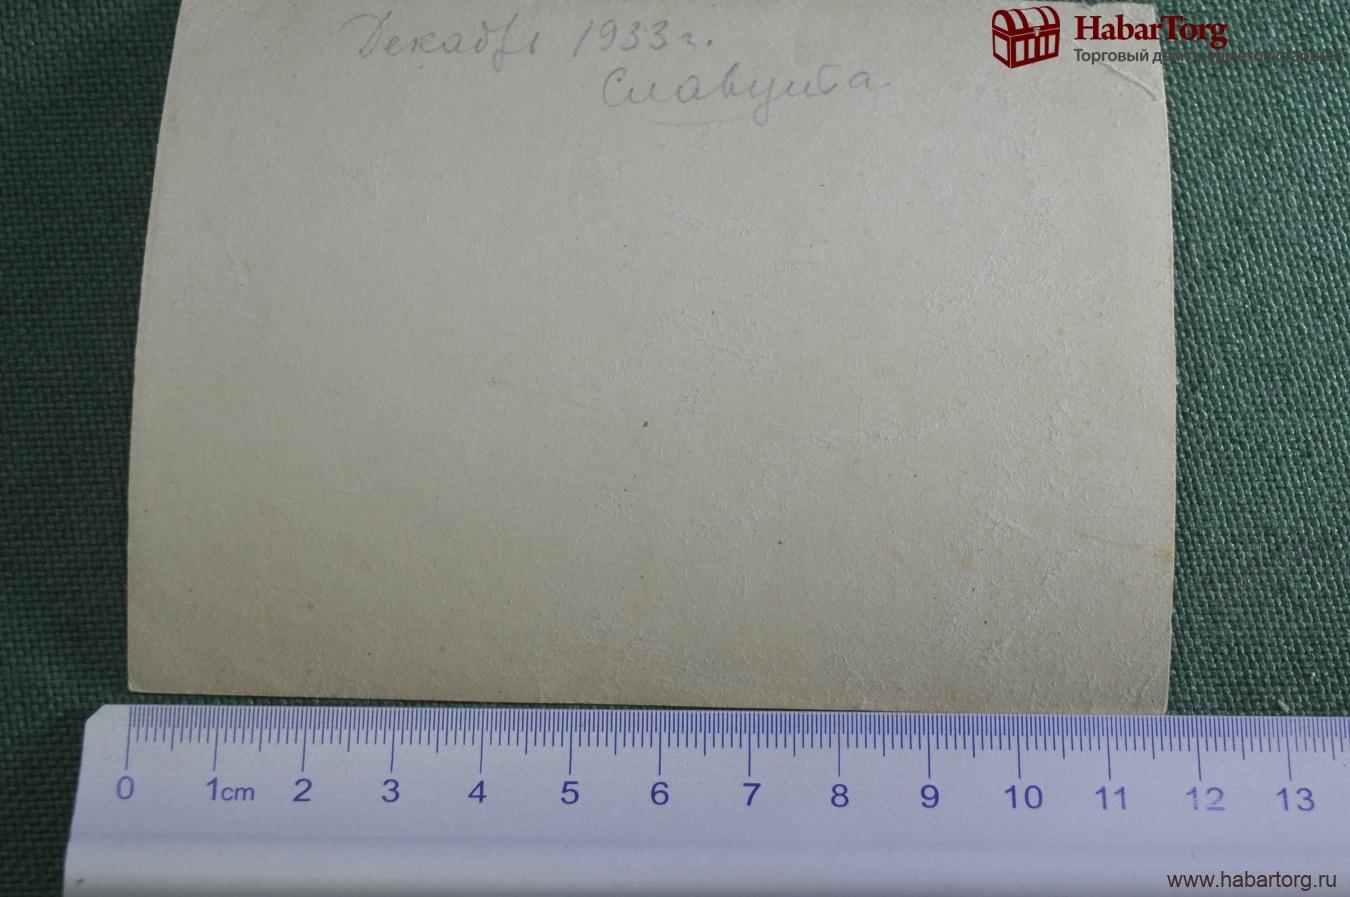 Декабрь 1933 г.
Славута
HabarTorg
Торговый дом
0 1cm 2 3 4 5 6 7 8 9 10 11 12 13
www.habartorg.ru